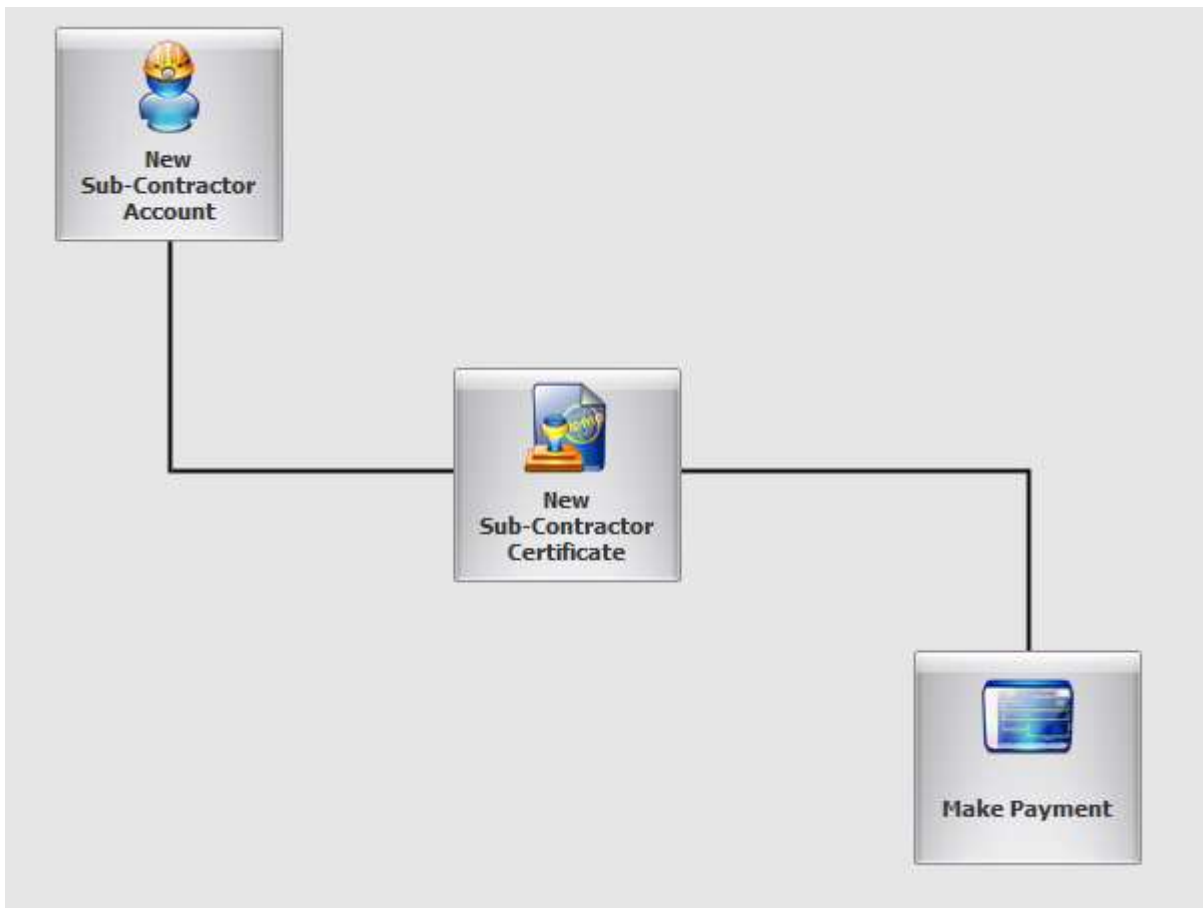 New
Sub-Contractor
Account
New
Sub-Contractor
Certificate
Make Payment